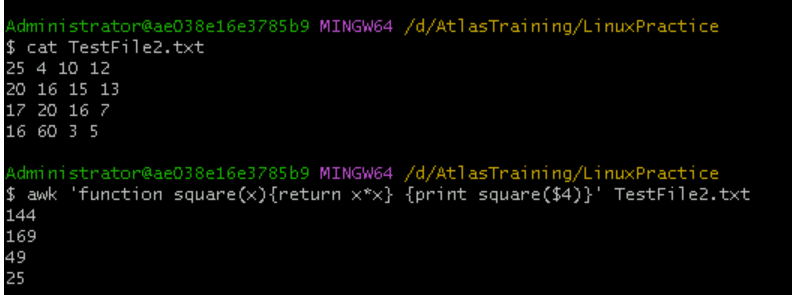 Administrator@ae038e16e3785b9 MINGW64 /d/AtlasTraining/LinuxPractice
$ cat TestFile2.txt
25 4 10 12
20 16 15 13
17 20 16 7
16 60 3 5
Administrator@ae038e16e3785b9 MINGW64 /d/AtlasTraining/LinuxPractice
$ awk 'function square(x){return x*x} {print square($4)}' TestFile2.txt
144
169
49
25